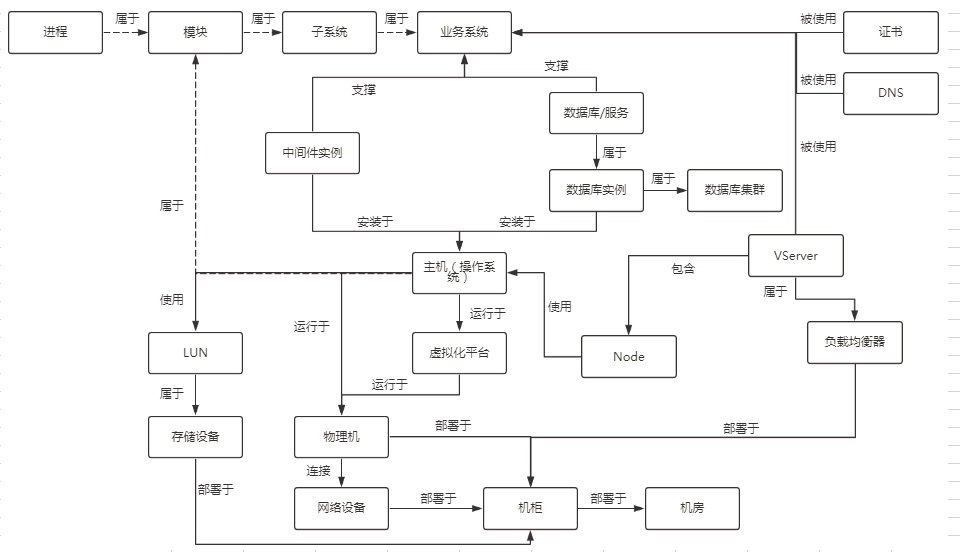 属于
属于
属于
被使用
进程
模块
子系统
业务系统
证书
支撑
被使用
支撑
DNS
数据库/服务
中间件实例
属于
被使用
属于
数据库实例
数据库集群
属于
安装于
安装于
VServer
主机（操作系
统）
包含
属于
使用
运行于
使用
运行于
LUN
虚拟化平台
Node
负载均衡器
属于
运行于
部署于
部署于
存储设备
物理机
连接
部署于
部署于
部署于
网络设备
机柜
机房